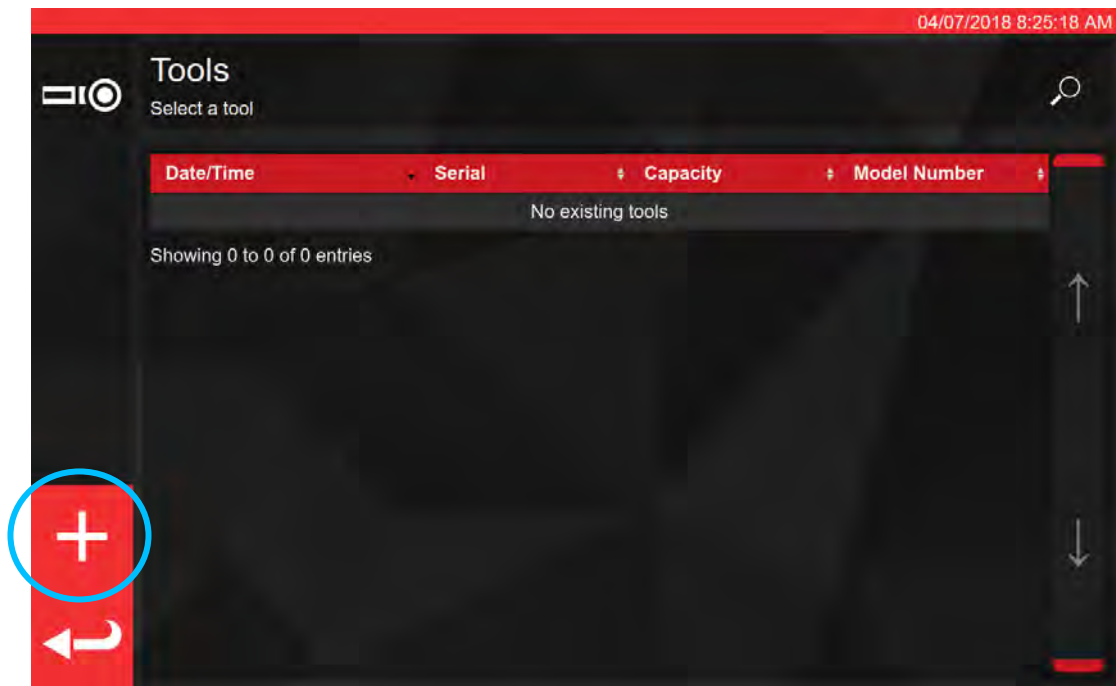 04/07/2018 8:25:18 AM
Tools
Select a tool
Date/Time Serial Capacity Model Number
No existing tools
Showing 0 to 0 of 0 entries